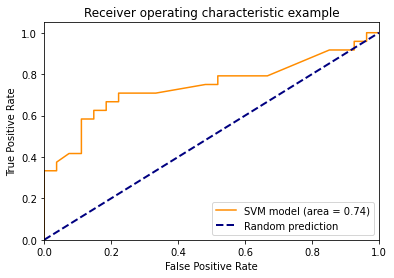 Receiver operating characteristic example
True Positive Rate
1.0
0.8
0.6
0.4
0.2
0.0
SVM model (area = 0.74)
Random prediction
0.0 0.2 0.4 0.6 0.8 1.0
False Positive Rate